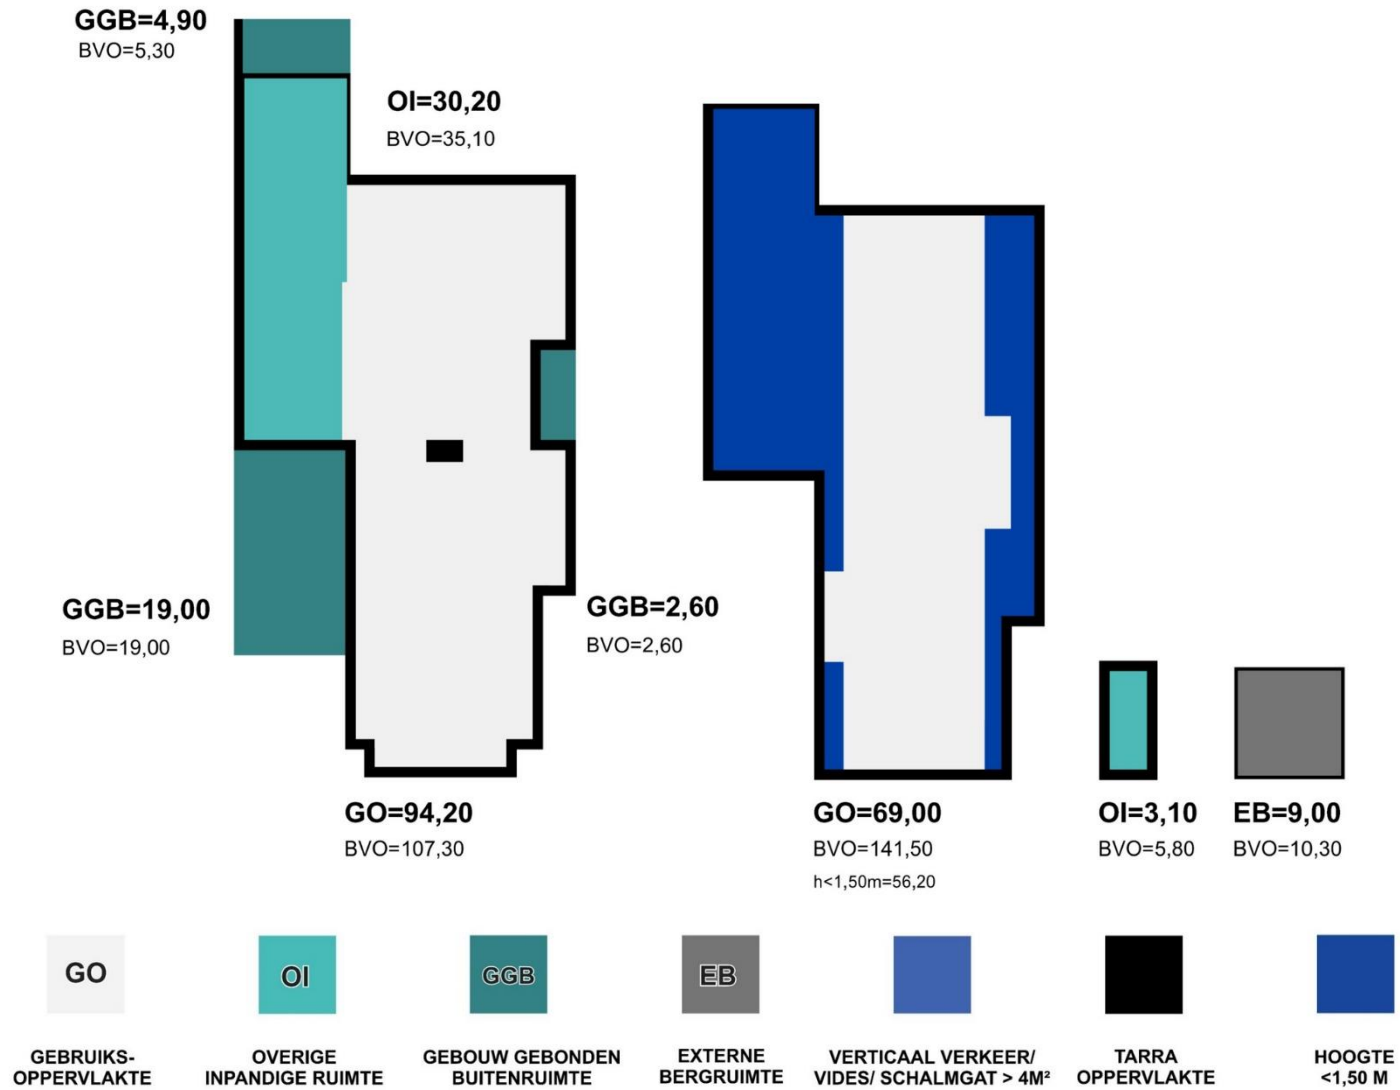 GGB=4,90
BVO=5,30
OI=30,20
BVO=35,10
GGB=19,00
BVO=19,00
GGB=2,60
BVO=2,60
GO=94,20
BVO=107,30
GO=69,00
BVO=141,50
h<1,50m=56,20
OI=3,10
BVO=5,80
EB=9,00
BVO=10,30
GO
OI
GGB
EB
GEBRUIKS-
OPPERVLAKTE
OVERIGE
INPANDIGE RUIMTE
GEBOUW GEBONDEN
BUITENRUIMTE
EXTERNE
BERGRUIMTE
VERTICAAL VERKEER/
VIDES/ SCHALMGAT > 4M²
TARRA
OPPERVLAKTE
HOOGTE
<1,50 M